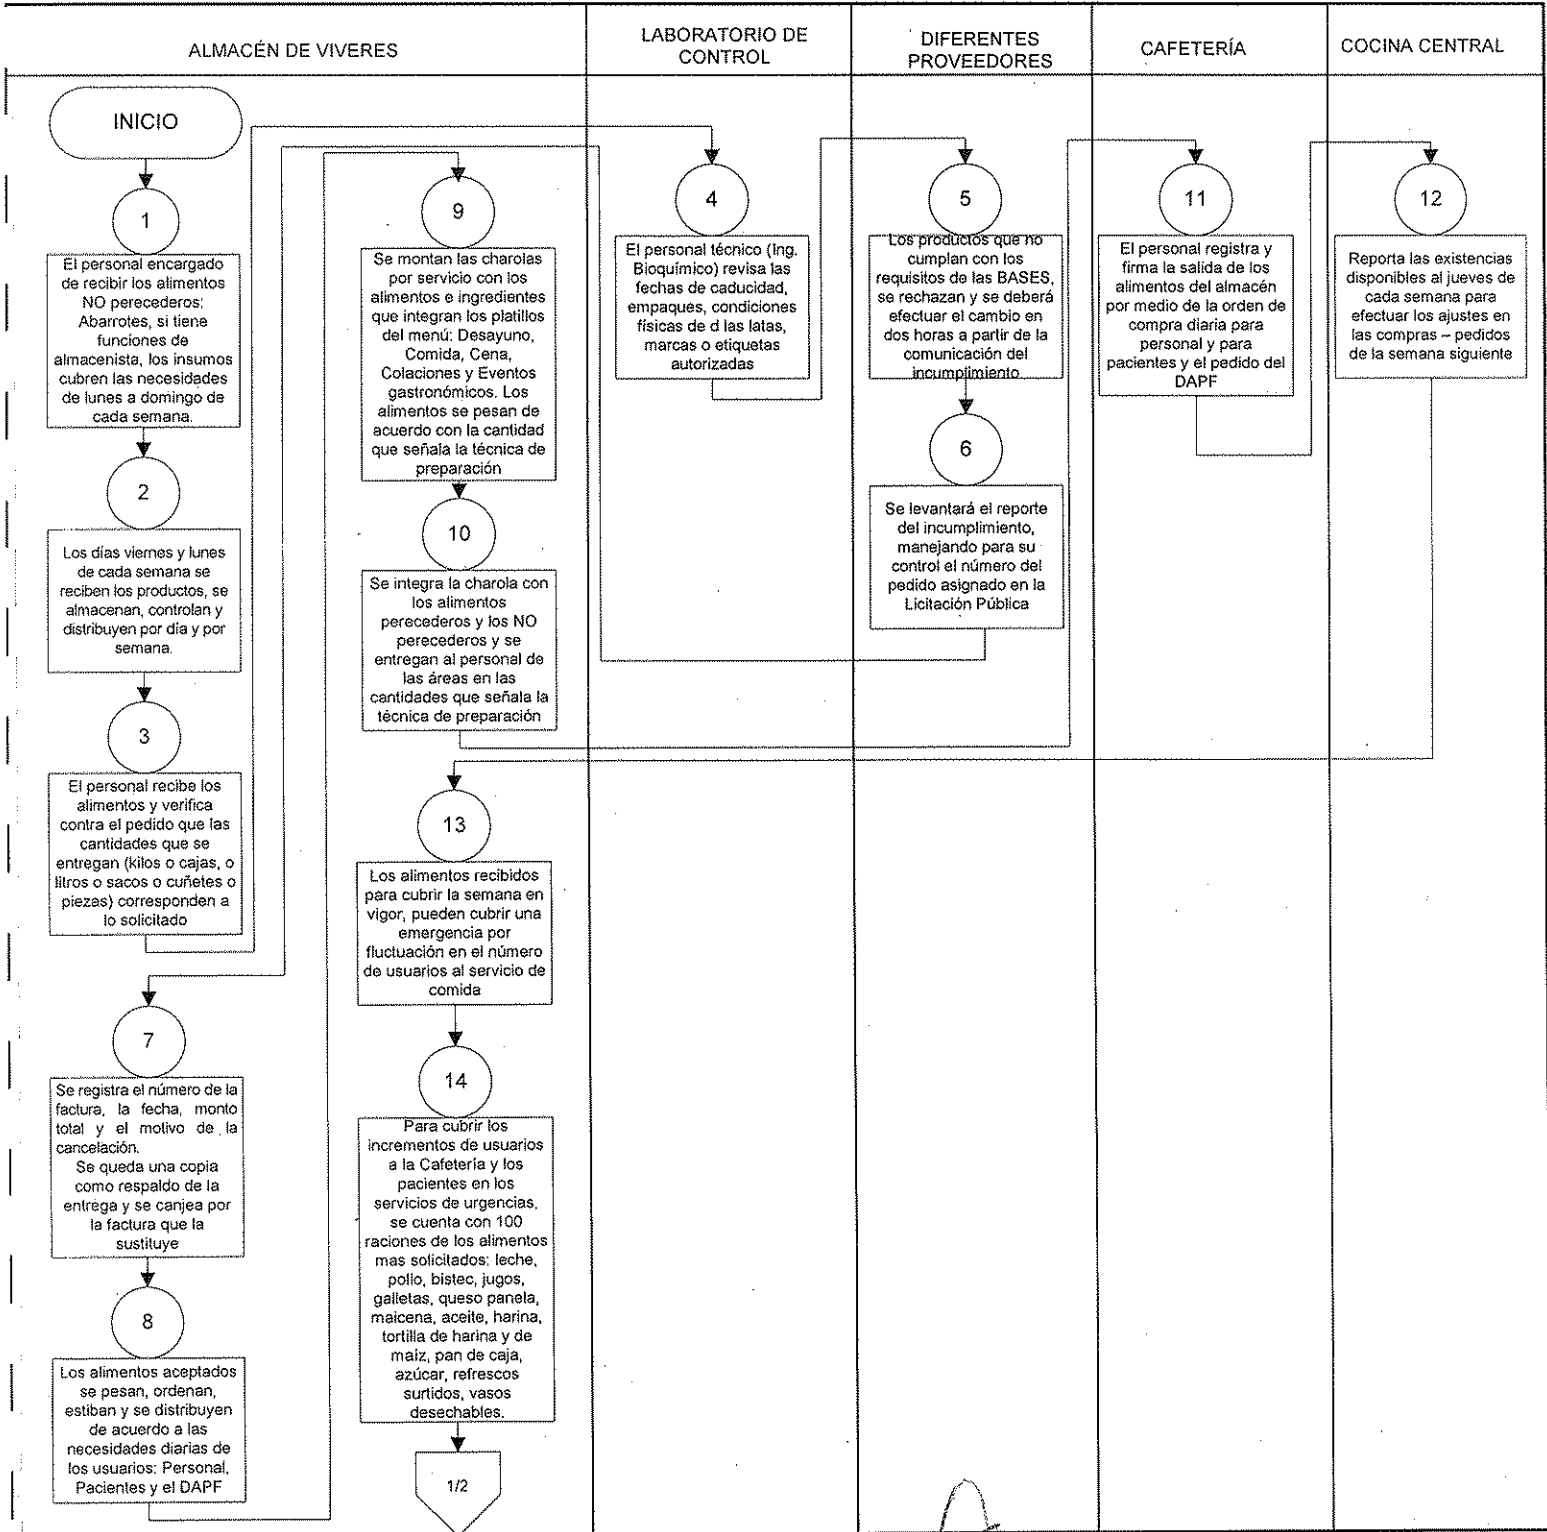 ALMACÉN DE VIVERES
LABORATORIO DE
CONTROL
DIFERENTES
PROVEEDORES
CAFETERÍA
COCINA CENTRAL
INICIO
1
El personal encargado
de recibir los alimentos
NO perecederos:
Abarrotes, si tiene
funciones de
almacenista, los insumos
cubren las necesidades
de lunes a domingo de
cada semana.
2
Los días viernes y lunes
de cada semana se
reciben los productos, se
almacenan, controlan y
distribuyen por día y por
semana.
3
El personal recibe los
alimentos y verifica
contra el pedido que las
cantidades que se
entregan (kilos o cajas, o
litros o sacos o cuñetes o
piezas) corresponden a
lo solicitado
4
El personal técnico (Ing.
Bioquímico) revisa las
fechas de caducidad,
empaques, condiciones
físicas de d las latas,
marcas o etiquetas
autorizadas
5
Los productos que no
cumplan con los
requisitos de las BASES,
se rechazan y se deberá
efectuar el cambio en
dos horas a partir de la
comunicación del
incumplimiento
6
Se levantará el reporte
del incumplimiento,
manejando para su
control el número del
pedido asignado en la
Licitación Pública
7
Se registra el número de la
factura, la fecha, monto
total y el motivo de la
cancelación.
Se queda una copia
como respaldo de la
entrega y se canjea por
la factura que la
sustituye
8
Los alimentos aceptados
se pesan, ordenan,
estiban y se distribuyen
de acuerdo a las
necesidades diarias de
los usuarios: Personal,
Pacientes y el DAPF
9
Se montan las charolas
por servicio con los
alimentos e ingredientes
que integran los platillos
del menú: Desayuno,
Comida, Cena,
Colaciones y Eventos
gastronómicos. Los
alimentos se pesan de
acuerdo con la cantidad
que señala la técnica de
preparación
10
Se integra la charola con
los alimentos
perecederos y los NO
perecederos y se
entregan al personal de
las áreas en las
cantidades que señala la
técnica de preparación
11
El personal registra y
firma la salida de los
alimentos del almacén
por medio de la orden de
compra diaria para
personal y para
pacientes y el pedido del
DAPF
12
Reporta las existencias
disponibles al jueves de
cada semana para
efectuar los ajustes en
las compras – pedidos
de la semana siguiente
13
Los alimentos recibidos
para cubrir la semana en
vigor, pueden cubrir una
emergencia por
fluctuación en el número
de usuarios al servicio de
comida
14
Para cubrir los
incrementos de usuarios
a la Cafetería y los
pacientes en los
servicios de urgencias,
se cuenta con 100
raciones de los alimentos
mas solicitados: leche,
pollo, bistec, jugos,
galletas, queso panela,
maicena, aceite, harina,
tortilla de harina y de
maiz, pan de caja,
azúcar, refrescos
surtidos, vasos
desechables.
1/2